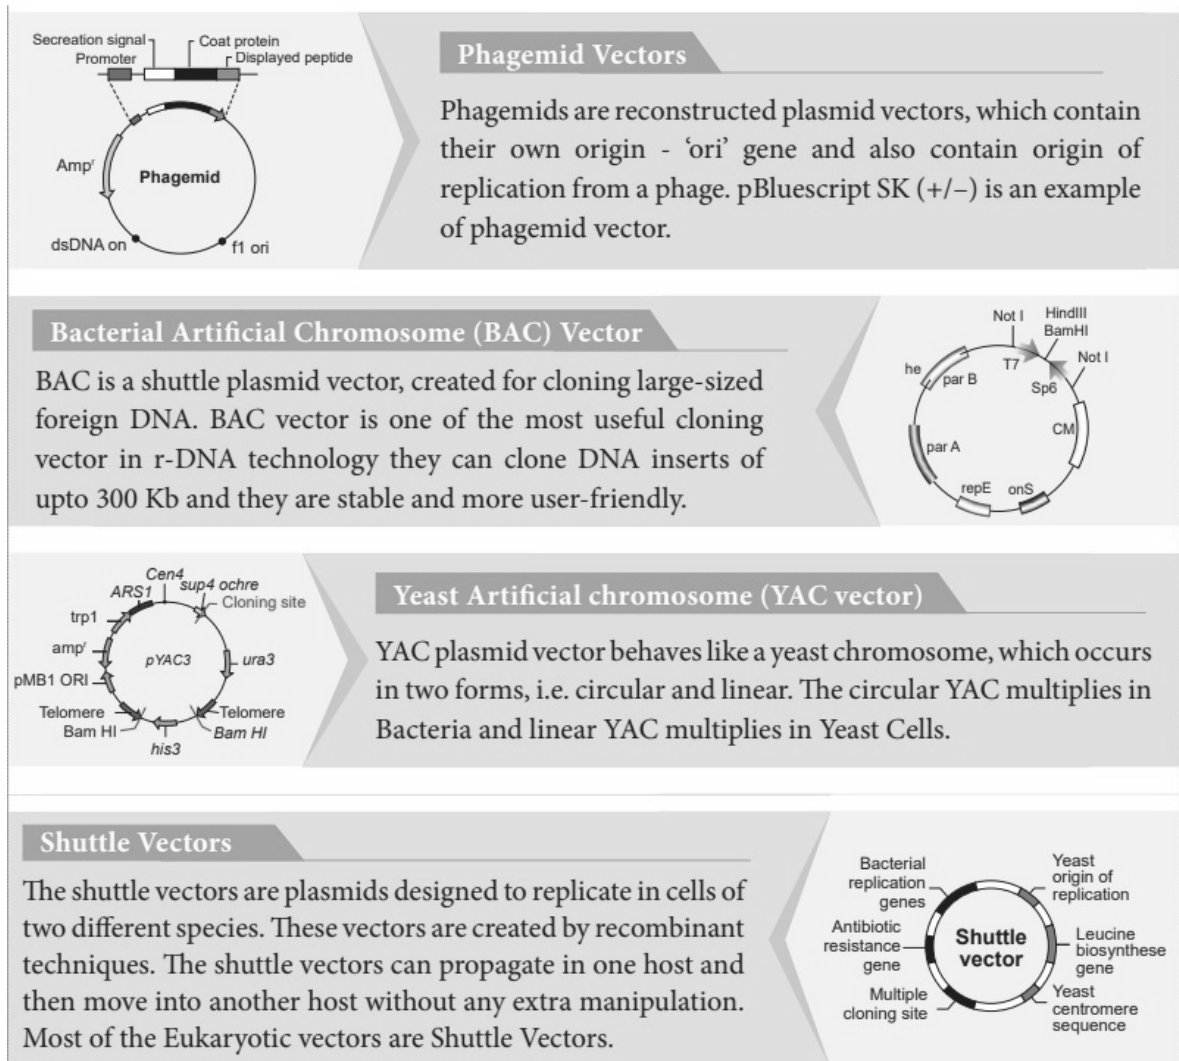 Secreation signal
Coat protein
Promoter
Displayed peptide
Ampr
Phagemid
dsDNA on
f1 ori
Phagemid Vectors
Phagemids are reconstructed plasmid vectors, which contain
their own origin - ‘ori’ gene and also contain origin of
replication from a phage. pBluescript SK (+/–) is an example
of phagemid vector.
Bacterial Artificial Chromosome (BAC) Vector
BAC is a shuttle plasmid vector, created for cloning large-sized
foreign DNA. BAC vector is one of the most useful cloning
vector in r-DNA technology they can clone DNA inserts of
upto 300 Kb and they are stable and more user-friendly.
Not I
HindIII
BamHI
Not I
T7
Sp6
he
par B
CM
par A
repE
onS
Cen4
sup4 ochre
ARS1
Cloning site
trp1
ampr
pYAC3
ura3
pMB1 ORI
Telomere
Telomere
Bam HI
Bam HI
his3
Yeast Artificial chromosome (YAC vector)
YAC plasmid vector behaves like a yeast chromosome, which occurs
in two forms, i.e. circular and linear. The circular YAC multiplies in
Bacteria and linear YAC multiplies in Yeast Cells.
Shuttle Vectors
The shuttle vectors are plasmids designed to replicate in cells of
two different species. These vectors are created by recombinant
techniques. The shuttle vectors can propagate in one host and
then move into another host without any extra manipulation.
Most of the Eukaryotic vectors are Shuttle Vectors.
Bacterial
replication
genes
Yeast
origin of
replication
Antibiotic
resistance
gene
Shuttle
vector
Leucine
biosynthese
gene
Multiple
cloning site
Yeast
centromere
sequence